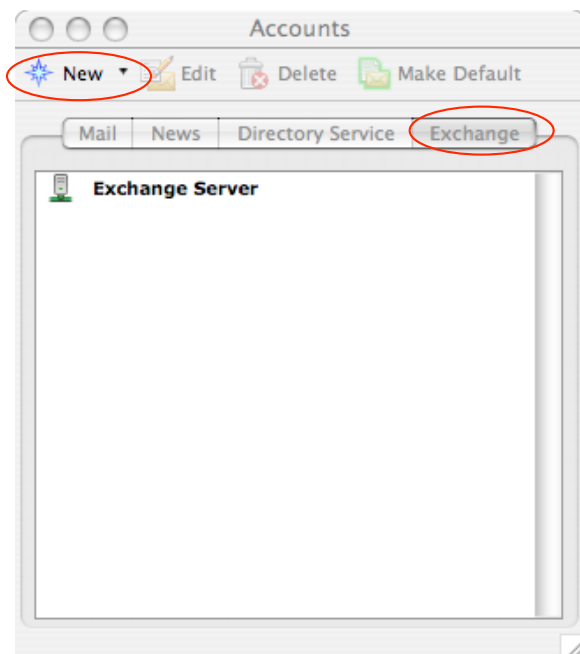 Accounts
New Edit Delete Make Default
Mail News Directory Service Exchange
Exchange Server